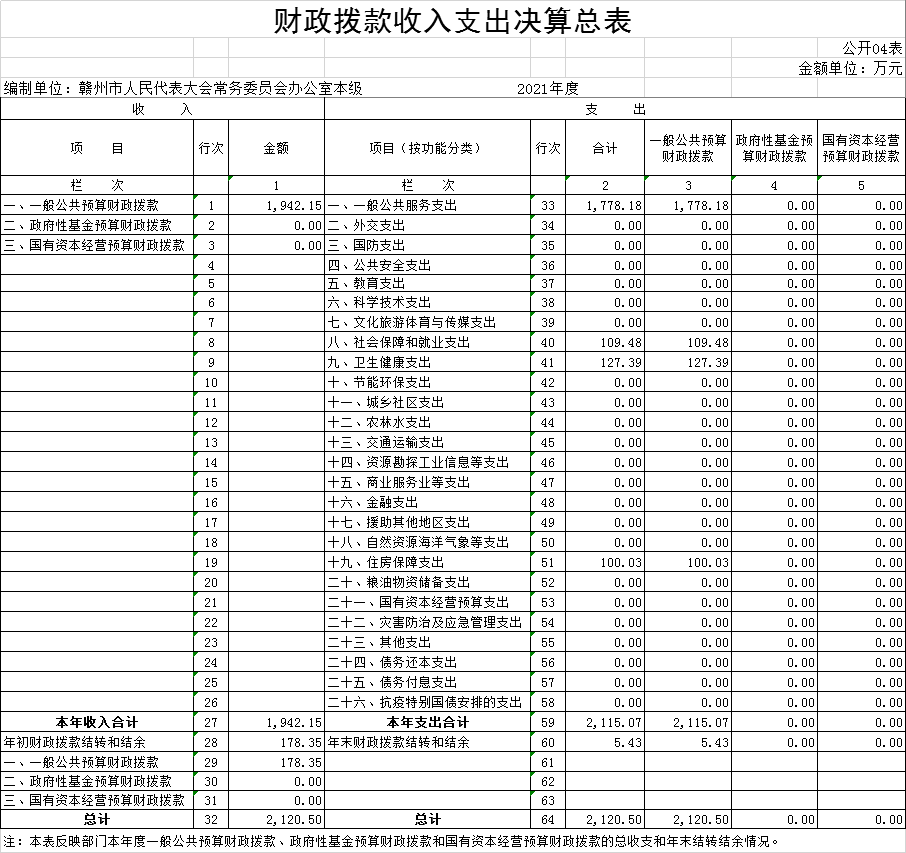 财政拨款收入支出决算总表
公开04表
金额单位：万元
编制单位：赣州市人民代表大会常务委员会办公室本级 2021年度
收 入 支 出
项 目 行次 金额 项目（按功能分类） 行次 合计 一般公共预算财政拨款 政府性基金预算财政拨款 国有资本经营预算财政拨款
栏 次 1 栏 次 2 3 4 5
一、一般公共预算财政拨款 1 1,942.15 一、一般公共服务支出 33 1,778.18 1,778.18 0.00 0.00
二、政府性基金预算财政拨款 2 0.00 二、外交支出 34 0.00 0.00 0.00 0.00
三、国有资本经营预算财政拨款 3 0.00 三、国防支出 35 0.00 0.00 0.00 0.00
4 四、公共安全支出 36 0.00 0.00 0.00 0.00
5 五、教育支出 37 0.00 0.00 0.00 0.00
6 六、科学技术支出 38 0.00 0.00 0.00 0.00
7 七、文化旅游体育与传媒支出 39 0.00 0.00 0.00 0.00
8 八、社会保障和就业支出 40 109.48 109.48 0.00 0.00
9 九、卫生健康支出 41 127.39 127.39 0.00 0.00
10 十、节能环保支出 42 0.00 0.00 0.00 0.00
11 十一、城乡社区支出 43 0.00 0.00 0.00 0.00
12 十二、农林水支出 44 0.00 0.00 0.00 0.00
13 十三、交通运输支出 45 0.00 0.00 0.00 0.00
14 十四、资源勘探工业信息等支出 46 0.00 0.00 0.00 0.00
15 十五、商业服务业等支出 47 0.00 0.00 0.00 0.00
16 十六、金融支出 48 0.00 0.00 0.00 0.00
17 十七、援助其他地区支出 49 0.00 0.00 0.00 0.00
18 十八、自然资源海洋气象等支出 50 0.00 0.00 0.00 0.00
19 十九、住房保障支出 51 100.03 100.03 0.00 0.00
20 二十、粮油物资储备支出 52 0.00 0.00 0.00 0.00
21 二十一、国有资本经营预算支出 53 0.00 0.00 0.00 0.00
22 二十二、灾害防治及应急管理支出 54 0.00 0.00 0.00 0.00
23 二十三、其他支出 55 0.00 0.00 0.00 0.00
24 二十四、债务还本支出 56 0.00 0.00 0.00 0.00
25 二十五、债务付息支出 57 0.00 0.00 0.00 0.00
26 二十六、抗疫特别国债安排的支出 58 0.00 0.00 0.00 0.00
本年收入合计 27 1,942.15 本年支出合计 59 2,115.07 2,115.07 0.00 0.00
年初财政拨款结转和结余 28 178.35 年末财政拨款结转和结余 60 5.43 5.43 0.00 0.00
一、一般公共预算财政拨款 29 178.35 61
二、政府性基金预算财政拨款 30 0.00 62
三、国有资本经营预算财政拨款 31 0.00 63
总计 32 2,120.50 总计 64 2,120.50 2,120.50 0.00 0.00
注：本表反映部门本年度一般公共预算财政拨款、政府性基金预算财政拨款和国有资本经营预算财政拨款的总收支和年末结转结余情况。